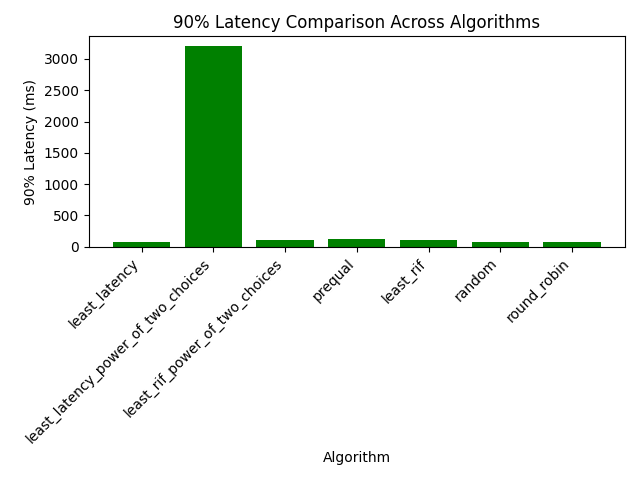 90% Latency Comparison Across Algorithms
90% Latency (ms)
3000
2500
2000
1500
1000
500
0
least_latency
least_latency_power_of_two_choices
least_rif_power_of_two_choices
prequal
least_rif
random
round_robin
Algorithm